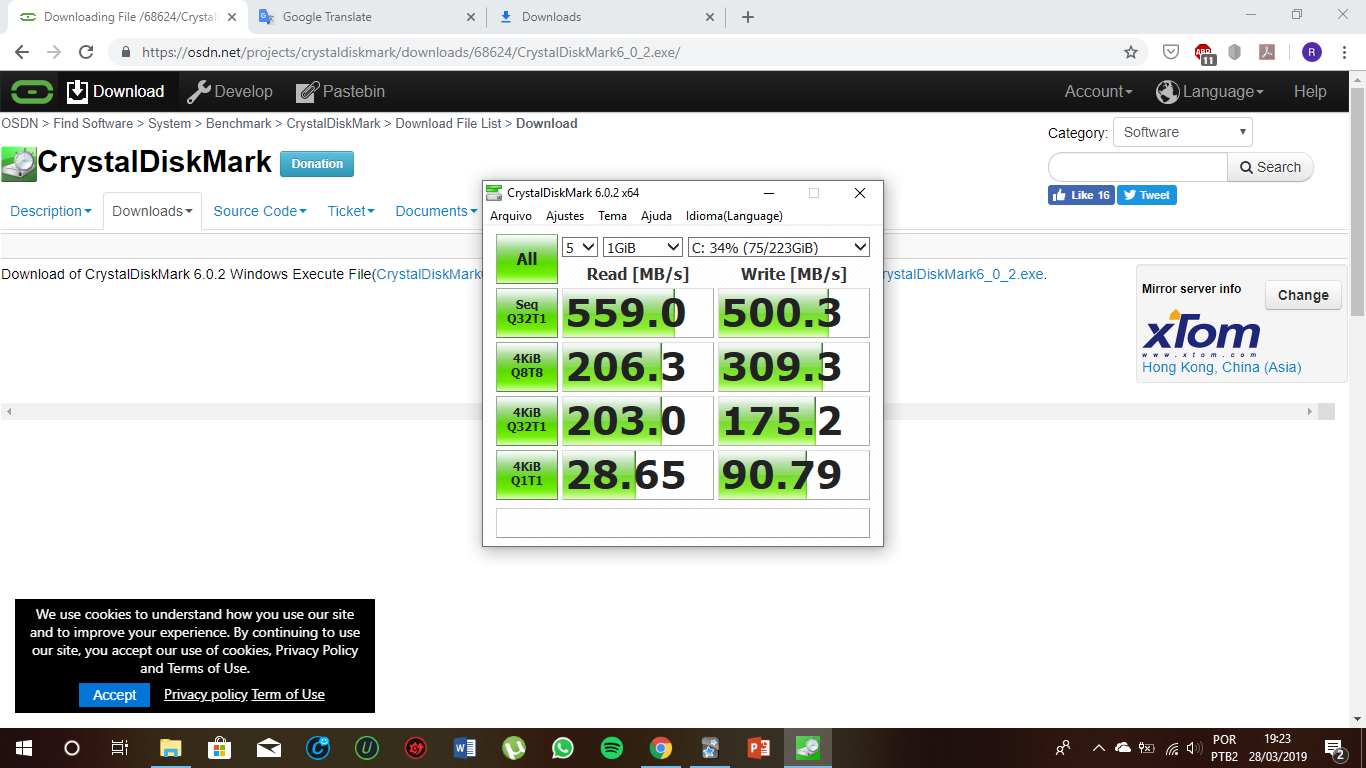 Downloading File /68624/Crystal
Google Translate
Downloads
https://osdn.net/projects/crystaldiskmark/downloads/68624/CrystalDiskMark6_0_2.exe/
ABP
11
R
Download
Develop
Pastebin
Account
Language
Help
OSDN > Find Software > System > Benchmark > CrystalDiskMark > Download File List > Download
Category: Software
CrystalDiskMark
Donation
Search
Like 16
Tweet
Description
Downloads
Source Code
Ticket
Documents
Download of CrystalDiskMark 6.0.2 Windows Execute File(CrystalDiskMark
rystalDiskMark6_0_2.exe.
Mirror server info
Change
xTom
www.xtom.com
Hong Kong, China (Asia)
CrystalDiskMark 6.0.2 x64
Arquivo Ajustes Tema Ajuda Idioma(Language)
All
5
1GiB
C: 34% (75/223GiB)
Read [MB/s] Write [MB/s]
Seq
Q32T1
559.0 500.3
4KiB
Q8T8
206.3 309.3
4KiB
Q32T1
203.0 175.2
4KiB
Q1T1
28.65 90.79
We use cookies to understand how you use our site
and to improve your experience. By continuing to use
our site, you accept our use of cookies, Privacy Policy
and Terms of Use.
Accept
Privacy policy Term of Use
POR
PTB2
19:23
28/03/2019
2